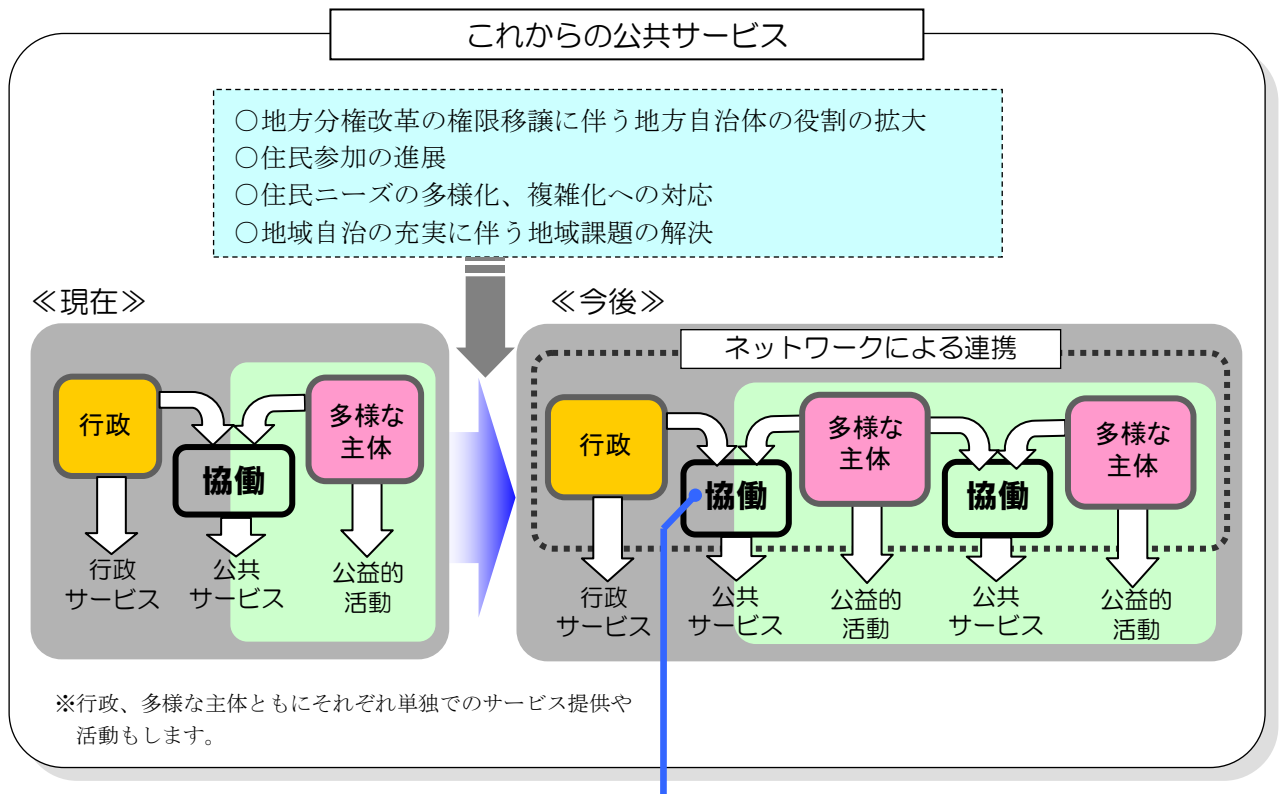 これからの公共サービス
○地方分権改革の権限移譲に伴う地方自治体の役割の拡大
○住民参加の進展
○住民ニーズの多様化、複雑化への対応
○地域自治の充実に伴う地域課題の解決
≪現在≫
行政
多様な
主体
協働
行政
サービス
公共
サービス
公益的
活動
≪今後≫
ネットワークによる連携
行政
多様な
主体
多様な
主体
協働
協働
行政
サービス
公共
サービス
公益的
活動
公共
サービス
公益的
活動
※行政、多様な主体ともにそれぞれ単独でのサービス提供や
活動もします。